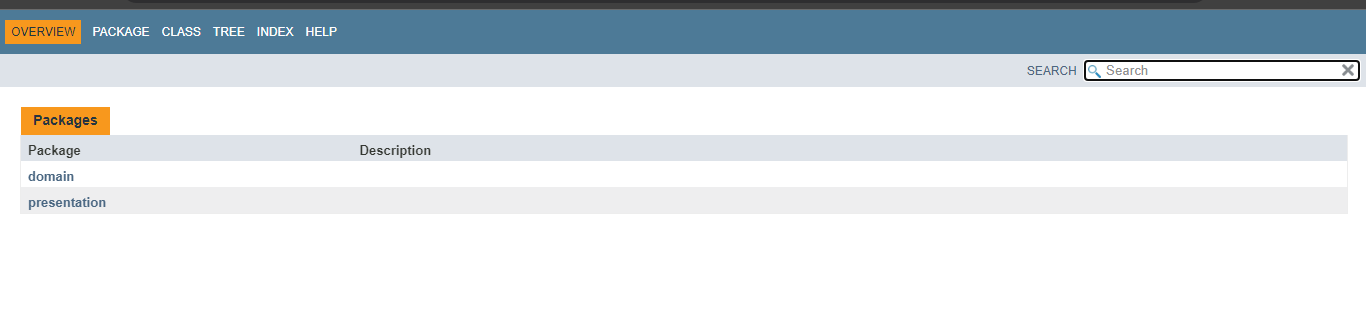 OVERVIEW PACKAGE CLASS TREE INDEX HELP
SEARCH Search
Packages
Package Description
domain
presentation